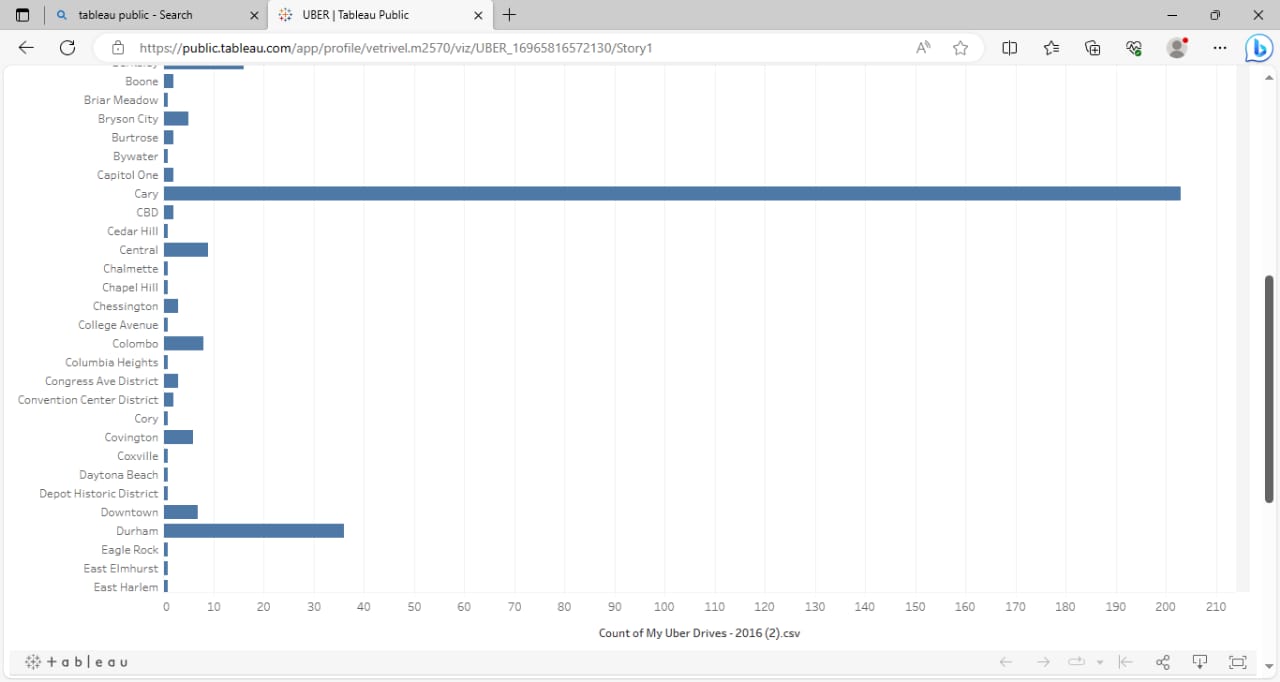 tableau public - Search
UBER | Tableau Public
https://public.tableau.com/app/profile/vetrivel.m2570/viz/UBER_16965816572130/Story1
Boone
Briar Meadow
Bryson City
Burtrose
Bywater
Capitol One
Cary
CBD
Cedar Hill
Central
Chalmette
Chapel Hill
Chessington
College Avenue
Colombo
Columbia Heights
Congress Ave District
Convention Center District
Cory
Covington
Coxville
Daytona Beach
Depot Historic District
Downtown
Durham
Eagle Rock
East Elmhurst
East Harlem
0 10 20 30 40 50 60 70 80 90 100 110 120 130 140 150 160 170 180 190 200 210
Count of My Uber Drives - 2016 (2).csv
+ a b | e a u